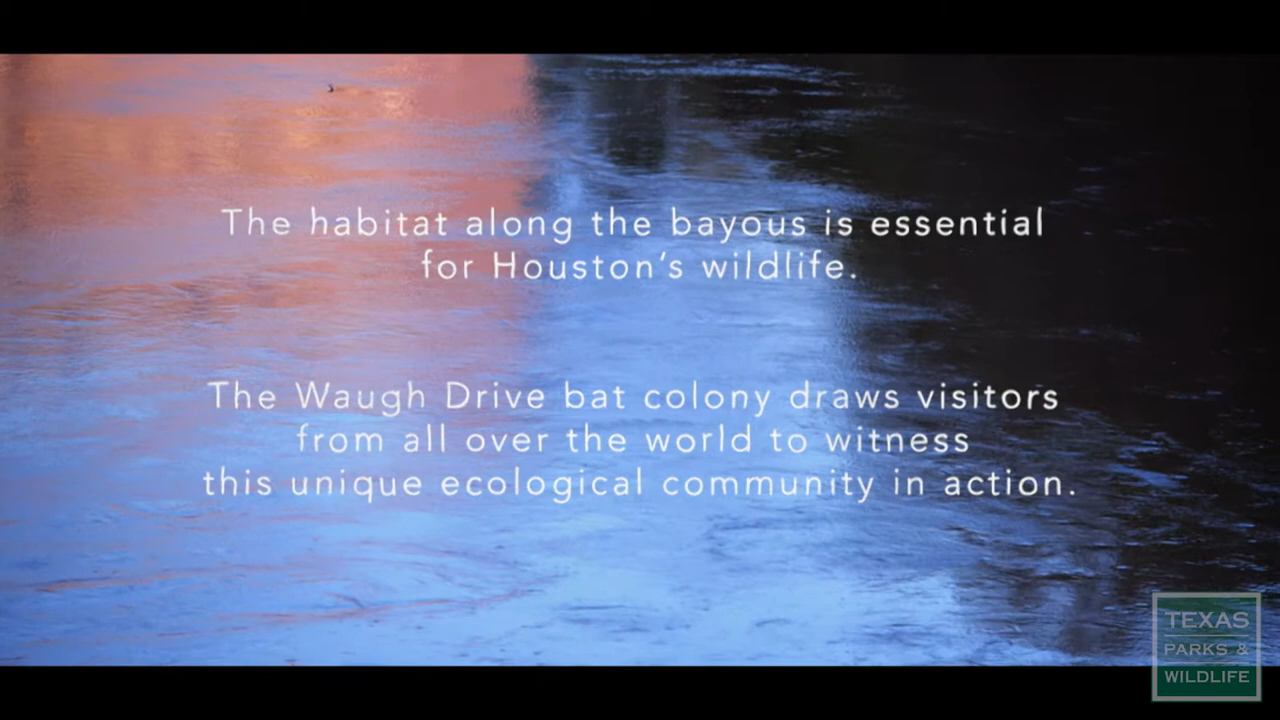 The habitat along the bayous is essential
for Houston's wildlife.
The Waugh Drive bat colony draws visitors
from all over the world to witness
this unique ecological community in action.
TEXAS
PARKS &
WILDLIFE